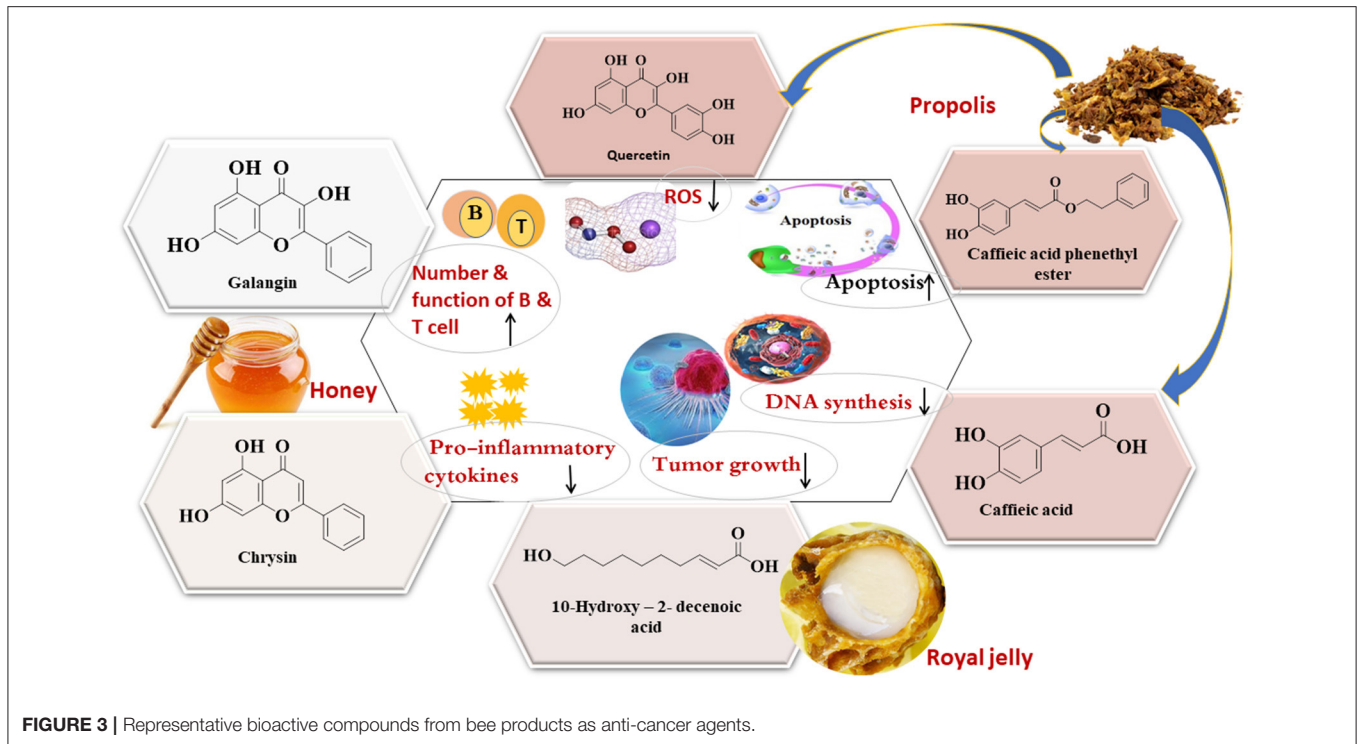 OH
O
OH
HO
O
OH
OH
Quercetin
Propolis
OH
O
OH
HO
O
Galangin
B
T
Number &
function of B &
T cell
ROS
Apoptosis
Apoptosis
HO
HO
O
O
Caffieic acid phenethyl
ester
Honey
OH
O
HO
O
Chrysin
Pro-inflammatory
cytokines
Tumor growth
DNA synthesis
O
HO
OH
HO
Caffieic acid
O
HO
OH
10-Hydroxy – 2- decenoic
acid
Royal jelly
FIGURE 3 | Representative bioactive compounds from bee products as anti-cancer agents.